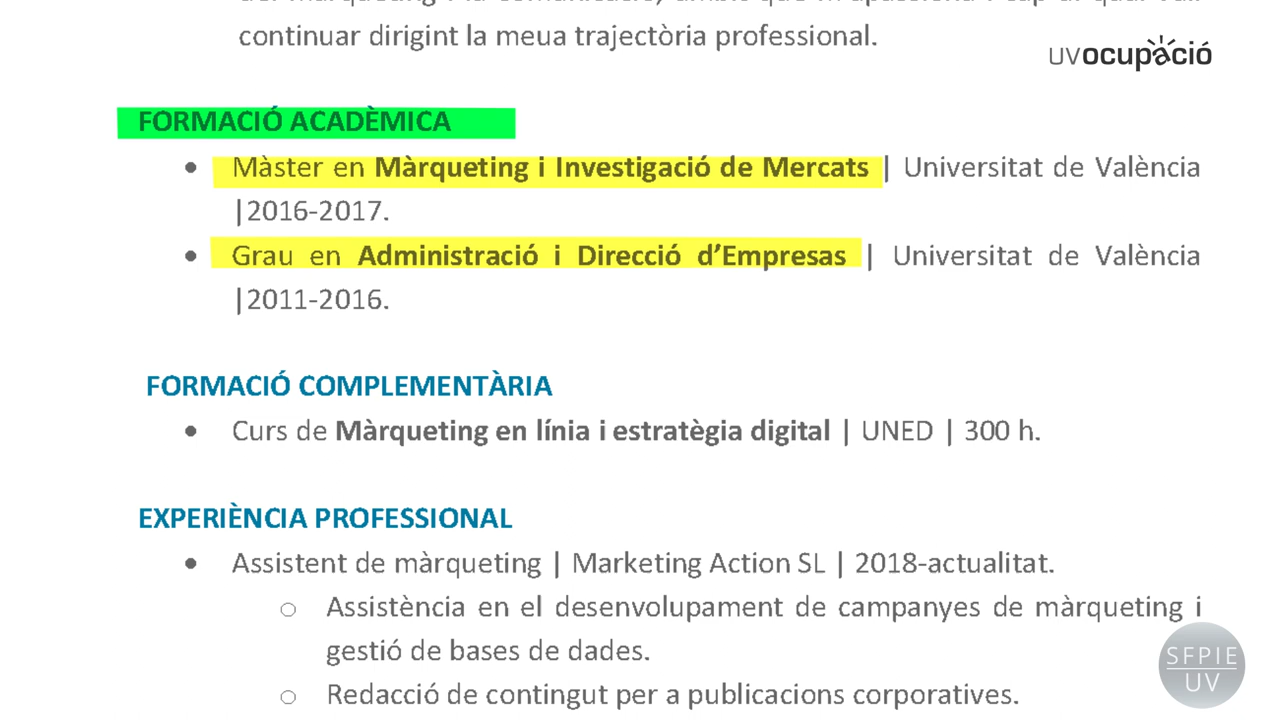 continuar dirigint la meua trajectòria professional.
uvocupació
FORMACIÓ ACADÈMICA
• Màster en Màrqueting i Investigació de Mercats | Universitat de València
|2016-2017.
• Grau en Administració i Direcció d’Empresas | Universitat de València
|2011-2016.
FORMACIÓ COMPLEMENTÀRIA
• Curs de Màrqueting en línia i estratègia digital | UNED | 300 h.
EXPERIÈNCIA PROFESSIONAL
• Assistent de màrqueting | Marketing Action SL | 2018-actualitat.
○ Assistència en el desenvolupament de campanyes de màrqueting i
gestió de bases de dades.
○ Redacció de contingut per a publicacions corporatives.
SFPIE
UV